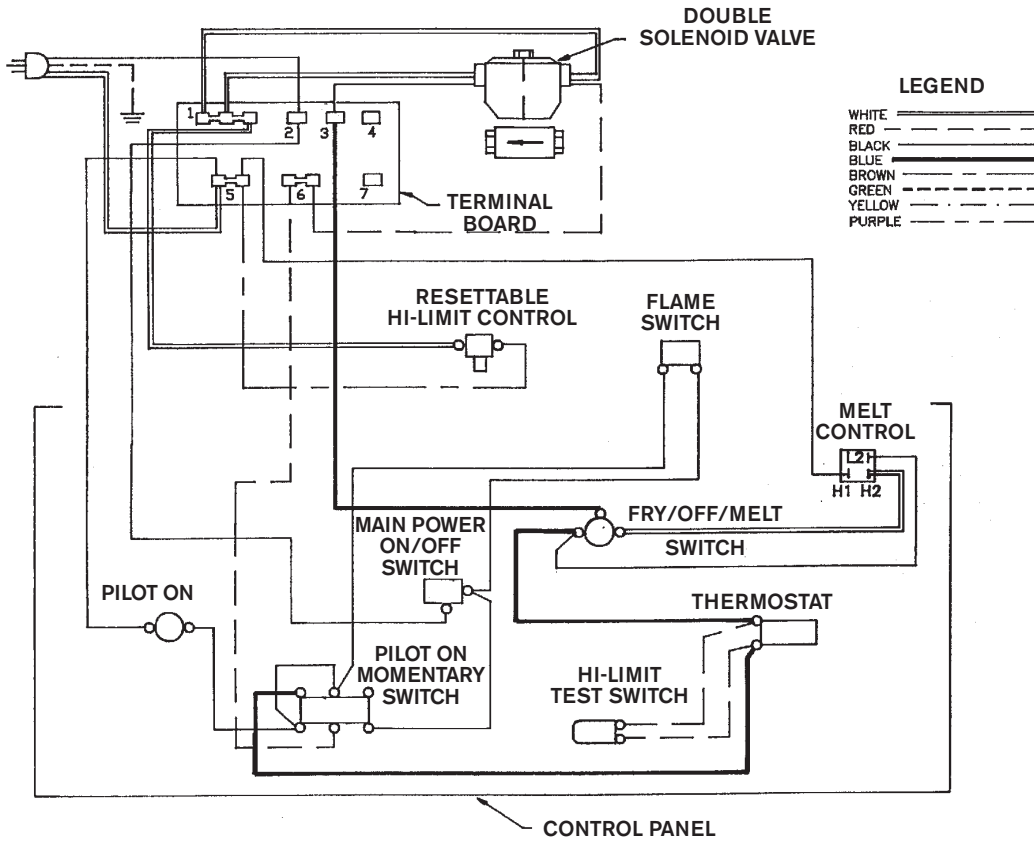 DOUBLE
SOLENOID VALVE
LEGEND
WHITE
RED
BLACK
BLUE
BROWN
GREEN
YELLOW
PURPLE
1
2
3
4
5
6
7
TERMINAL
BOARD
RESETTABLE
HI-LIMIT CONTROL
FLAME
SWITCH
MELT
CONTROL
L2
H1 H2
FRY/OFF/MELT
SWITCH
MAIN POWER
ON/OFF
SWITCH
PILOT ON
THERMOSTAT
PILOT ON
MOMENTARY
SWITCH
HI-LIMIT
TEST SWITCH
CONTROL PANEL